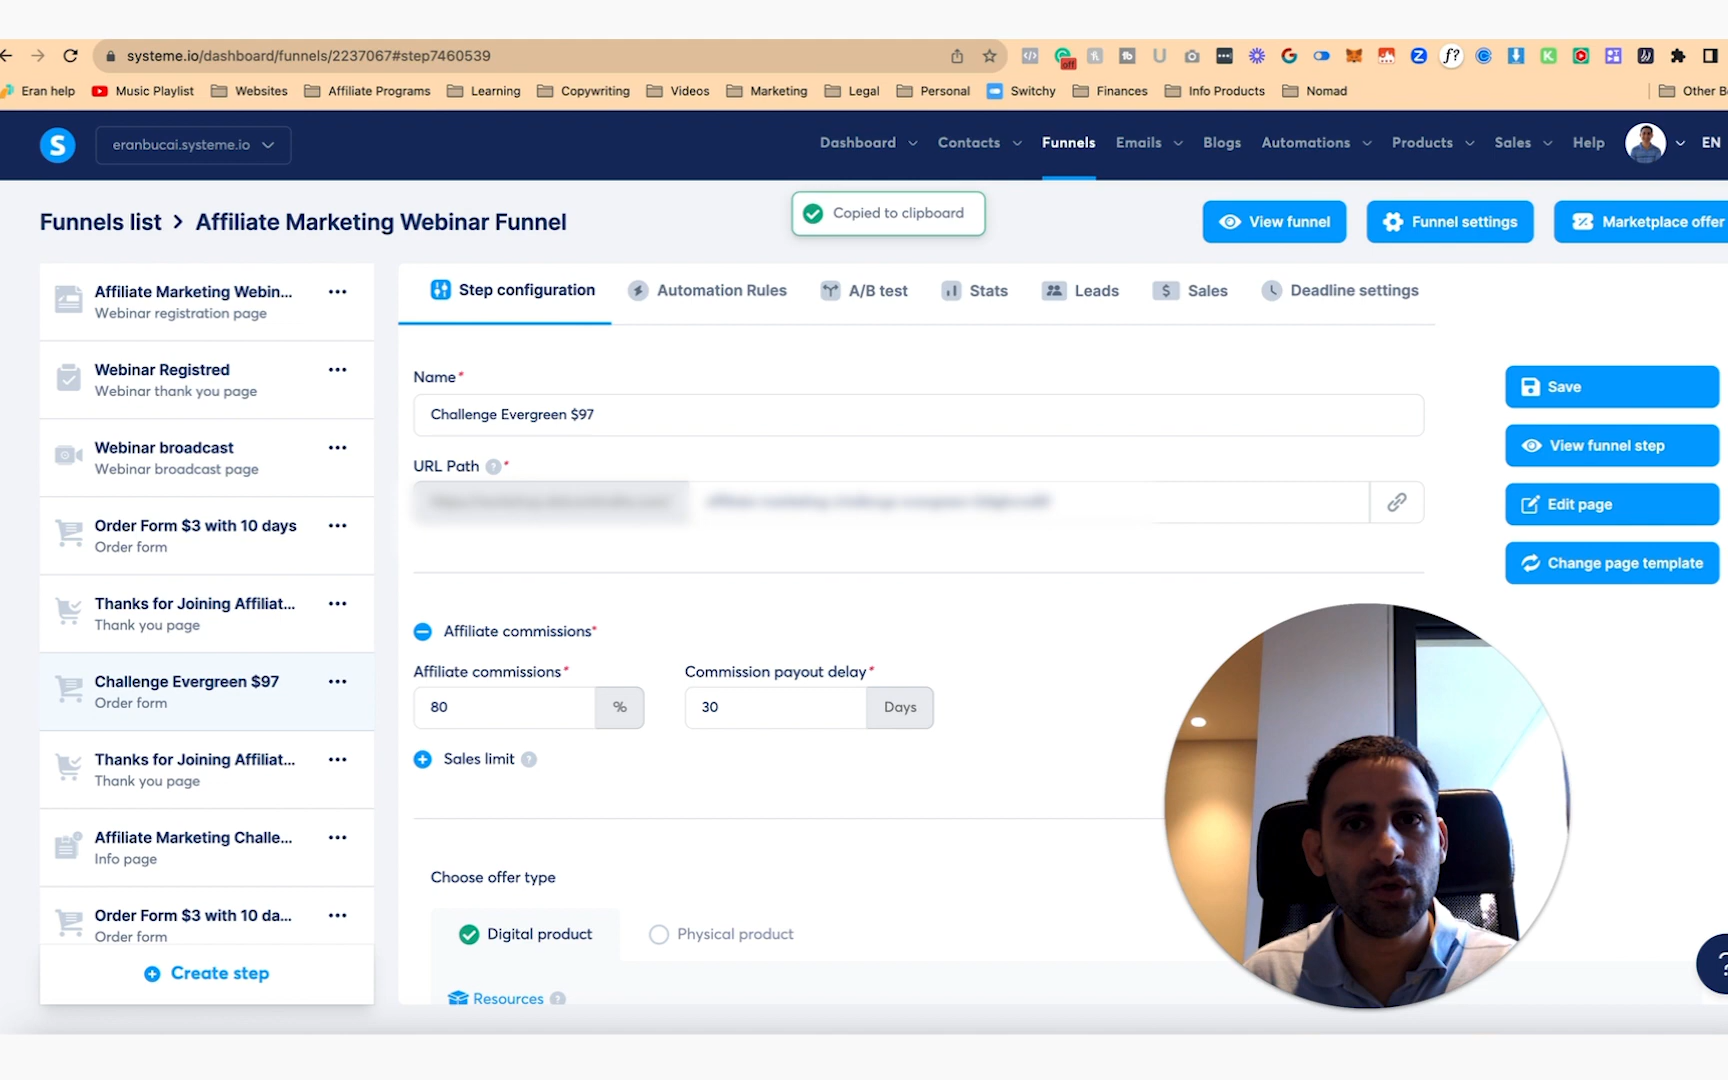 systeme.io/dashboard/funnels/2237067#step7460539
off
f?
Eran help
Music Playlist
Websites
Affiliate Programs
Learning
Copywriting
Videos
Marketing
Legal
Personal
Switchy
Finances
Info Products
Nomad
Other B
S
eranbucai.systeme.io
Dashboard
Contacts
Funnels
Emails
Blogs
Automations
Products
Sales
Help
EN
Funnels list > Affiliate Marketing Webinar Funnel
Copied to clipboard
View funnel
Funnel settings
Marketplace offer
Affiliate Marketing Webin...
Webinar registration page
Webinar Registred
Webinar thank you page
Webinar broadcast
Webinar broadcast page
Order Form $3 with 10 days
Order form
Thanks for Joining Affiliat...
Thank you page
Challenge Evergreen $97
Order form
Thanks for Joining Affiliat...
Thank you page
Affiliate Marketing Challe...
Info page
Order Form $3 with 10 da...
Order form
Create step
Step configuration
Automation Rules
A/B test
Stats
Leads
Sales
Deadline settings
Name*
Challenge Evergreen $97
URL Path ?*
Affiliate commissions*
Affiliate commissions*
Commission payout delay*
80 %
30 Days
Sales limit ?
Choose offer type
Digital product
Physical product
Resources ?
Save
View funnel step
Edit page
Change page template
?